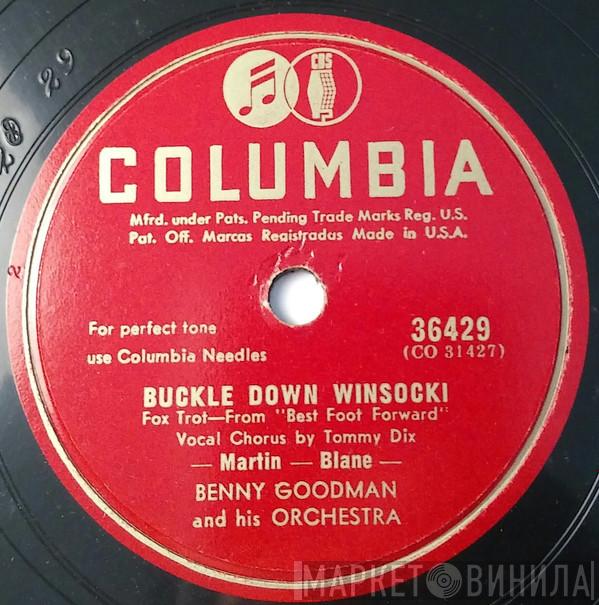 CBS
COLUMBIA
Mfrd. under Pats. Pending Trade Marks Reg. U.S.
Pat. Off. Marcas Registradas Made in U.S.A.
2
For perfect tone
use Columbia Needles
36429
(CO 31427)
BUCKLE DOWN WINSOCKI
Fox Trot—From "Best Foot Forward"
Vocal Chorus by Tommy Dix
— Martin — Blane —
BENNY GOODMAN
and his ORCHESTRA
МАРКЕТ ВИНИЛА